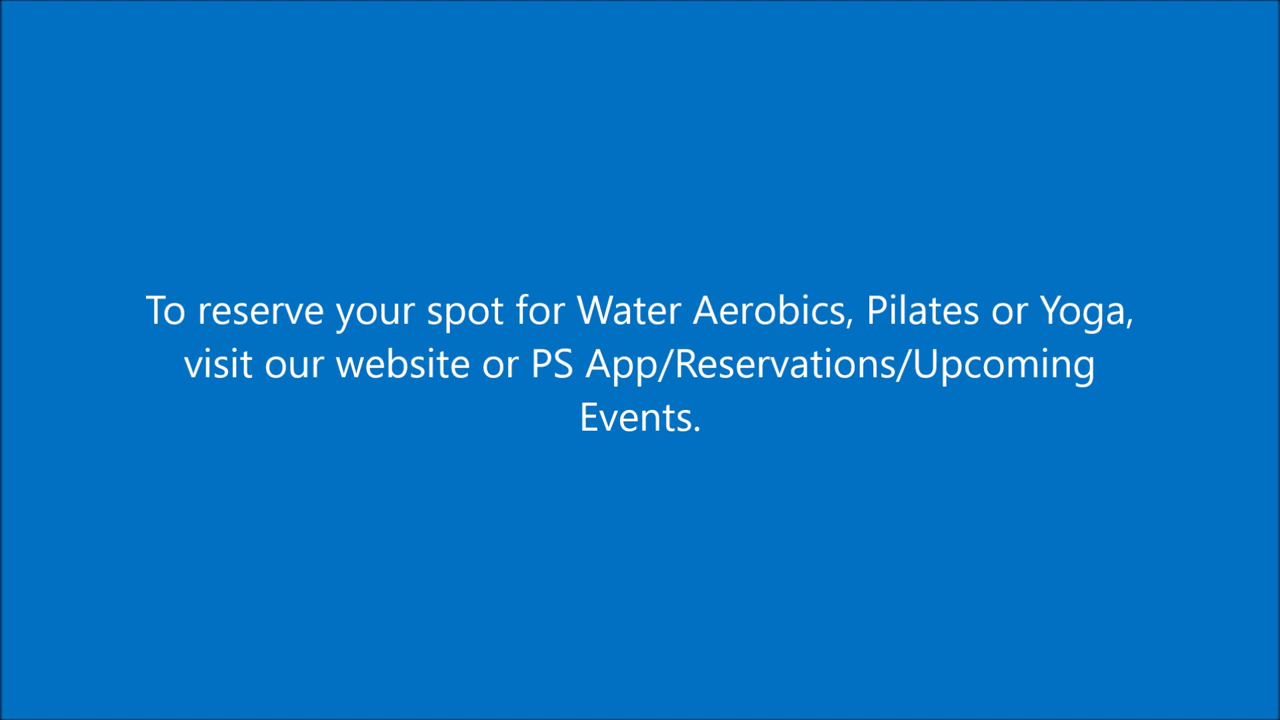 To reserve your spot for Water Aerobics, Pilates or Yoga,
visit our website or PS App/Reservations/Upcoming
Events.